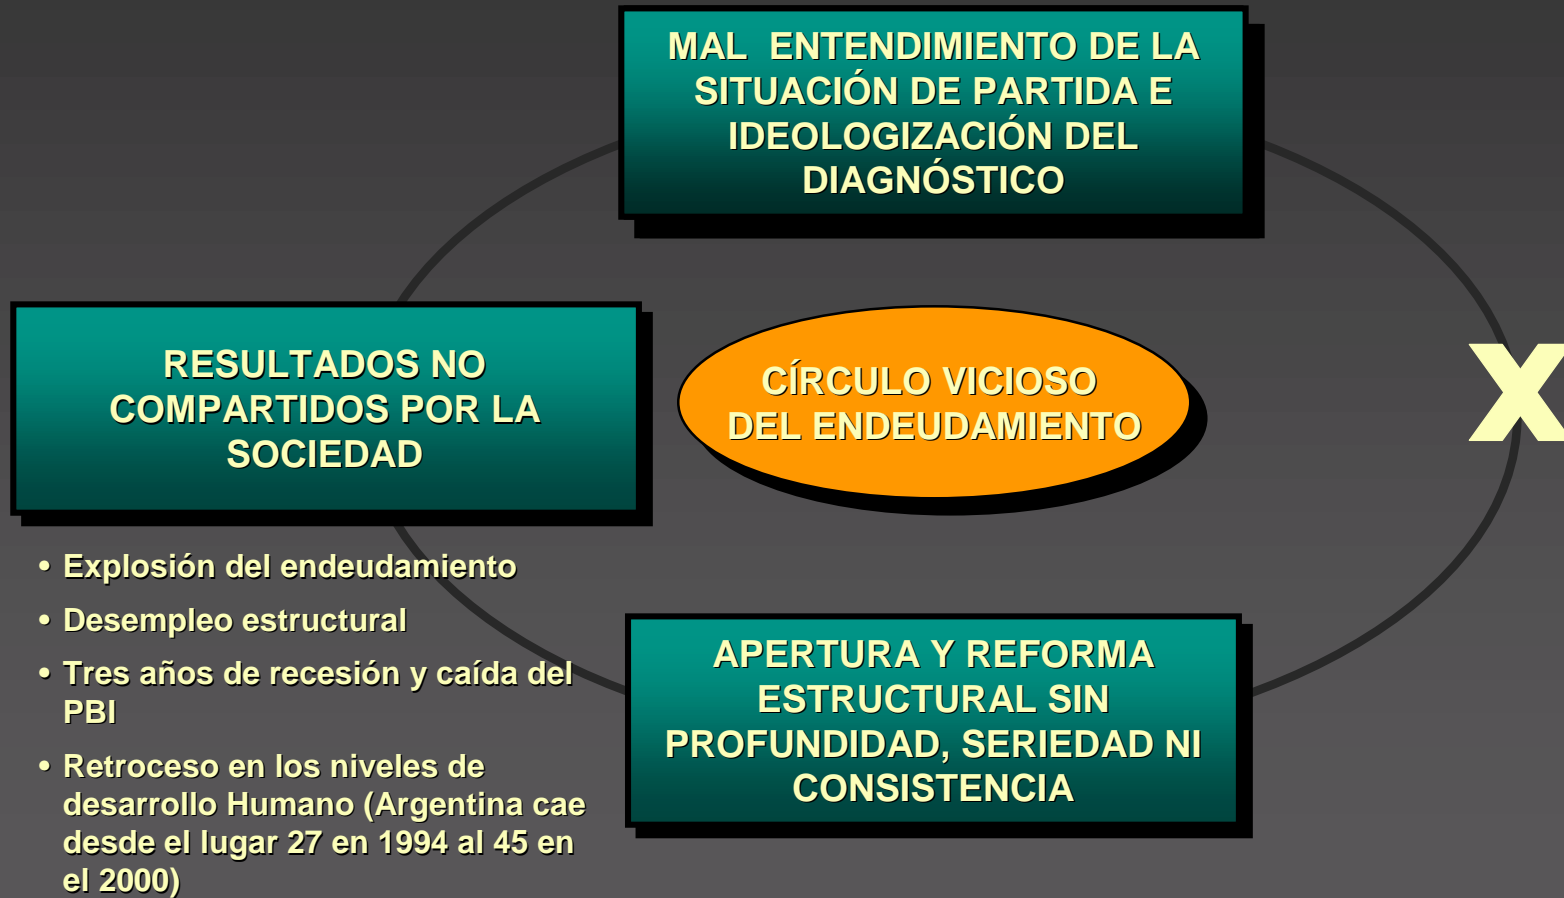 MAL ENTENDIMIENTO DE LA
SITUACIÓN DE PARTIDA E
IDEOLOGIZACIÓN DEL
DIAGNÓSTICO
RESULTADOS NO
COMPARTIDOS POR LA
SOCIEDAD
CÍRCULO VICIOSO
DEL ENDEUDAMIENTO
X
• Explosión del endeudamiento
• Desempleo estructural
• Tres años de recesión y caída del
PBI
• Retroceso en los niveles de
desarrollo Humano (Argentina cae
desde el lugar 27 en 1994 al 45 en
el 2000)
APERTURA Y REFORMA
ESTRUCTURAL SIN
PROFUNDIDAD, SERIEDAD NI
CONSISTENCIA